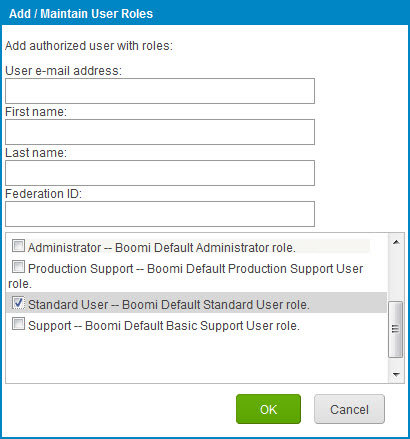 Add / Maintain User Roles
Add authorized user with roles:
User e-mail address:
First name:
Last name:
Federation ID:
Administrator -- Boomi Default Administrator role.
Production Support -- Boomi Default Production Support User
role.
Standard User -- Boomi Default Standard User role.
Support -- Boomi Default Basic Support User role.
OK Cancel